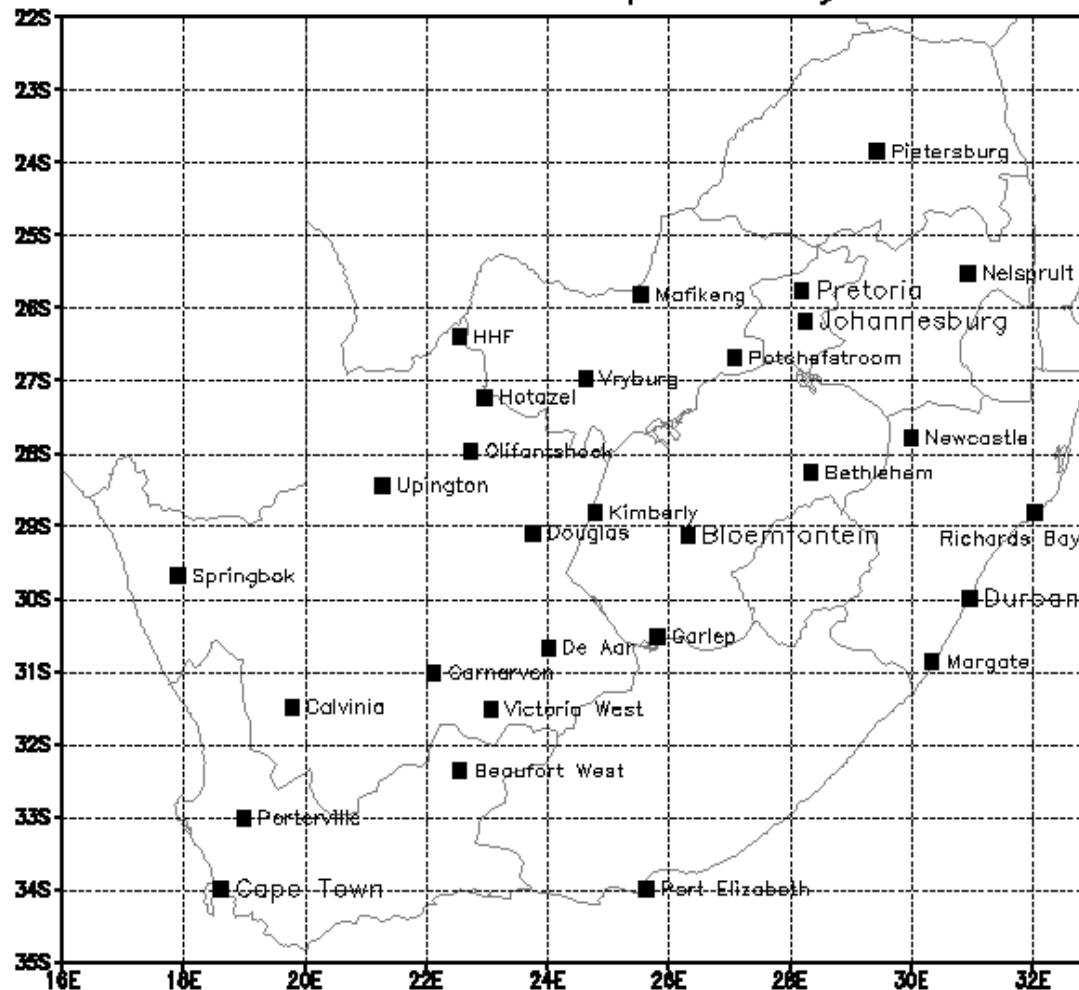 22S
23S
24S
Pietersburg
25S
Nelspruit
Pretoria
26S
Mafikeng
Johannesburg
HHF
Potchefstroom
27S
Vryburg
Hotazel
Newcastle
28S
Olifantshoek
Bethlehem
Upington
29S
Kimberly
Douglas
Bloemfontein
Richards Bay
Springbok
30S
Durban
Garlep
De Aar
31S
Carnarvon
Margate
Calvinia
Victoria West
32S
Beaufort West
33S
Porterville
34S
Cape Town
Port Elizabeth
35S
16E 18E 20E 22E 24E 26E 28E 30E 32E